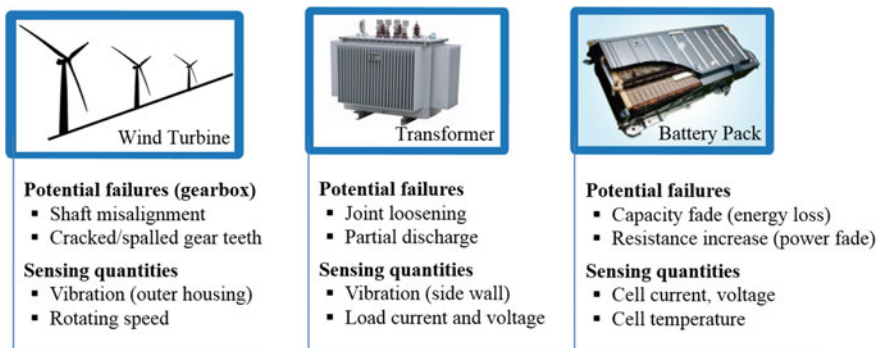 Wind Turbine
Potential failures (gearbox)
▪ Shaft misalignment
▪ Cracked/spalled gear teeth
Sensing quantities
▪ Vibration (outer housing)
▪ Rotating speed
Transformer
Potential failures
▪ Joint loosening
▪ Partial discharge
Sensing quantities
▪ Vibration (side wall)
▪ Load current and voltage
Battery Pack
Potential failures
▪ Capacity fade (energy loss)
▪ Resistance increase (power fade)
Sensing quantities
▪ Cell current, voltage
▪ Cell temperature